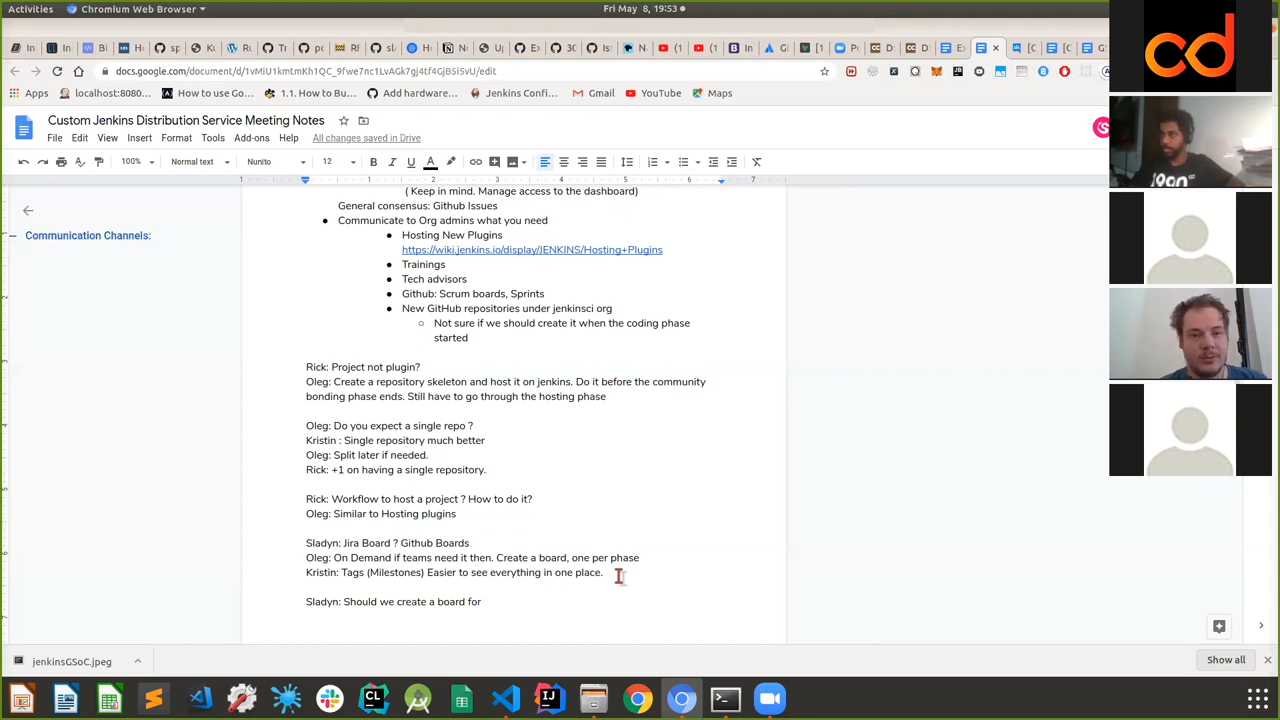 Activities
Chromium Web Browser
Fri May 8, 19:53
docs.google.com/document/d/
/edit
Apps
localhost:8080...
How to use Go...
1.1. How to Bu...
Add hardware...
Jenkins Confi...
Gmail
YouTube
Maps
Custom Jenkins Distribution Service Meeting Notes
File Edit View Insert Format Tools Add-ons Help All changes saved in Drive
100% Normal text Nunito 12
Communication Channels:
( Keep in mind. Manage access to the dashboard)
General consensus: Github Issues
● Communicate to Org admins what you need
● Hosting New Plugins
https://wiki.jenkins.io/display/JENKINS/Hosting+Plugins
● Trainings
● Tech advisors
● Github: Scrum boards, Sprints
● New GitHub repositories under jenkinsci org
○ Not sure if we should create it when the coding phase
started
Rick: Project not plugin?
Oleg: Create a repository skeleton and host it on jenkins. Do it before the community
bonding phase ends. Still have to go through the hosting phase
Oleg: Do you expect a single repo ?
Kristin : Single repository much better
Oleg: Split later if needed.
Rick: +1 on having a single repository.
Rick: Workflow to host a project ? How to do it?
Oleg: Similar to Hosting plugins
Sladyn: Jira Board ? Github Boards
Oleg: On Demand if teams need it then. Create a board, one per phase
Kristin: Tags (Milestones) Easier to see everything in one place.
Sladyn: Should we create a board for
jenkinsGSoC.jpeg
Show all
cd